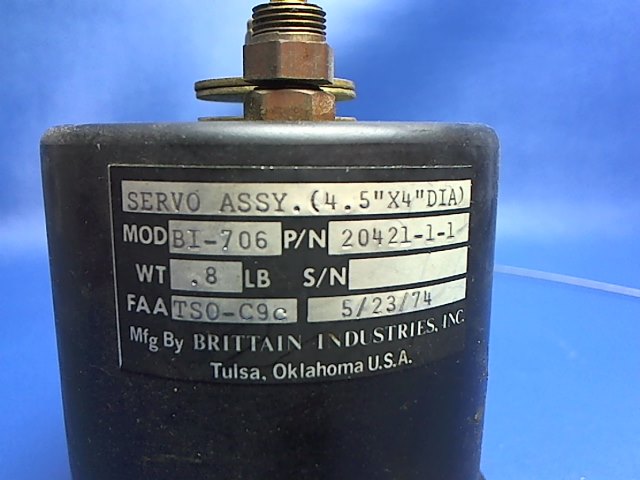 SERVO ASSY.(4.5"X4"DIA)
MOD BI-706 P/N 20421-1-1
WT .8 LB S/N
FAA TSO-C9c 5/23/74
Mfg By BRITTAIN INDUSTRIES, INC.
Tulsa, Oklahoma U.S.A.